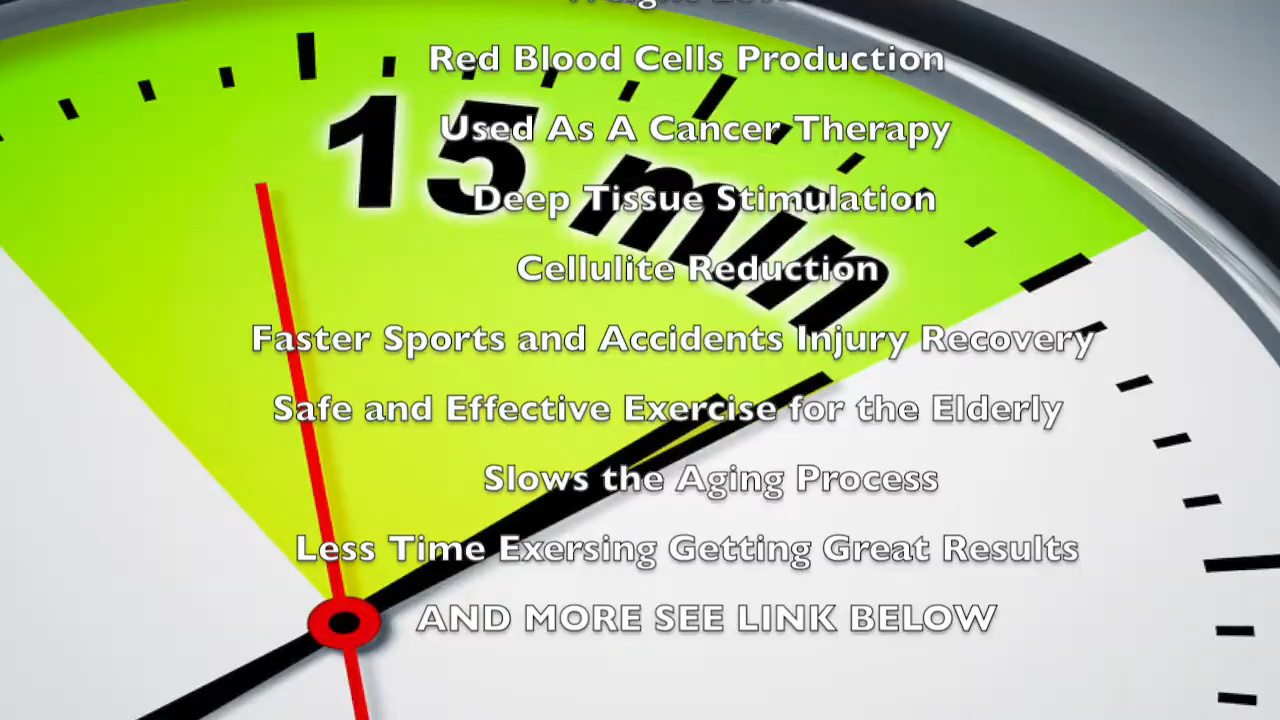 Red Blood Cells Production
15 min
Used As A Cancer Therapy
Deep Tissue Stimulation
Cellulite Reduction
Faster Sports and Accidents Injury Recovery
Safe and Effective Exercise for the Elderly
Slows the Aging Process
Less Time Exersing Getting Great Results
AND MORE SEE LINK BELOW